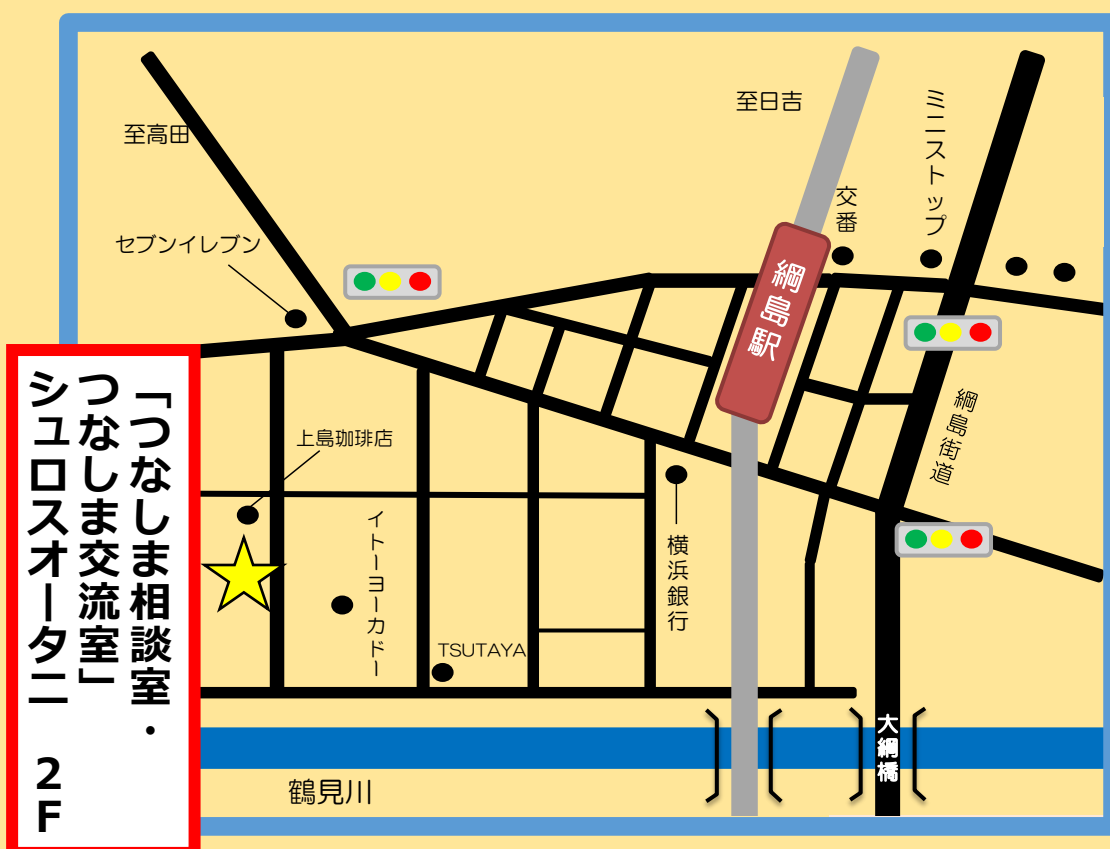 至高田
至日吉
ミニストップ
交番
セブンイレブン
綱島駅
綱島街道
上島珈琲店
イトーヨーカドー
横浜銀行
TSUTAYA
大綱橋
鶴見川
「つなしま相談室・
つなしま交流室」
シュロスオータニ 2F